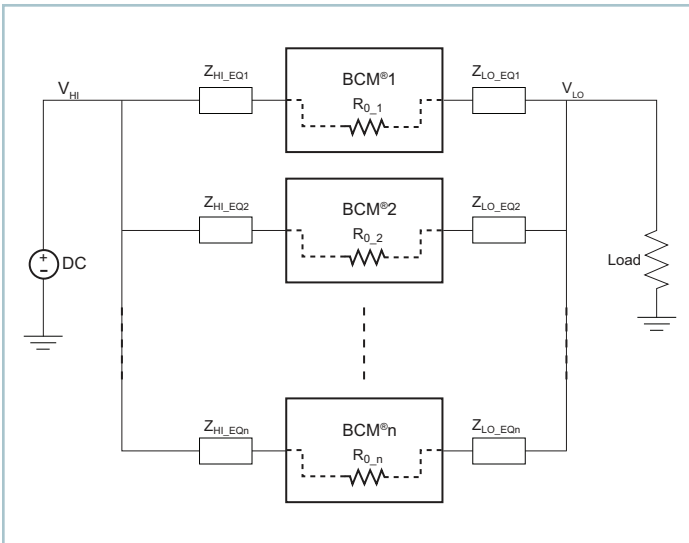 Z_HI_EQ1
BCM®1
Z_LO_EQ1
V_HI
R_0_1
V_LO
Z_HI_EQ2
BCM®2
Z_LO_EQ2
R_0_2
+
–
DC
Load
Z_HI_EQn
BCM®n
Z_LO_EQn
R_0_n